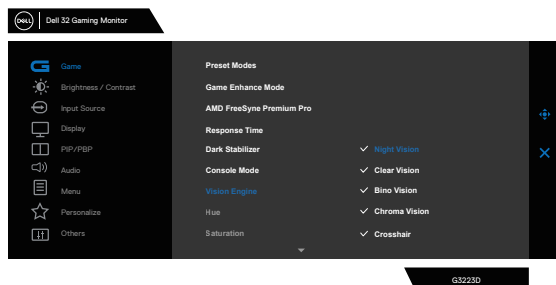 DELL
Dell 32 Gaming Monitor
Game
Preset Modes
Brightness / Contrast
Game Enhance Mode
Input Source
AMD FreeSyne Premium Pro
Display
Response Time
PIP/PBP
Dark Stabilizer
Night Vision
Audio
Console Mode
Clear Vision
Menu
Vision Engine
Bino Vision
Personalize
Hue
Chroma Vision
Others
Saturation
Crosshair
G3223D